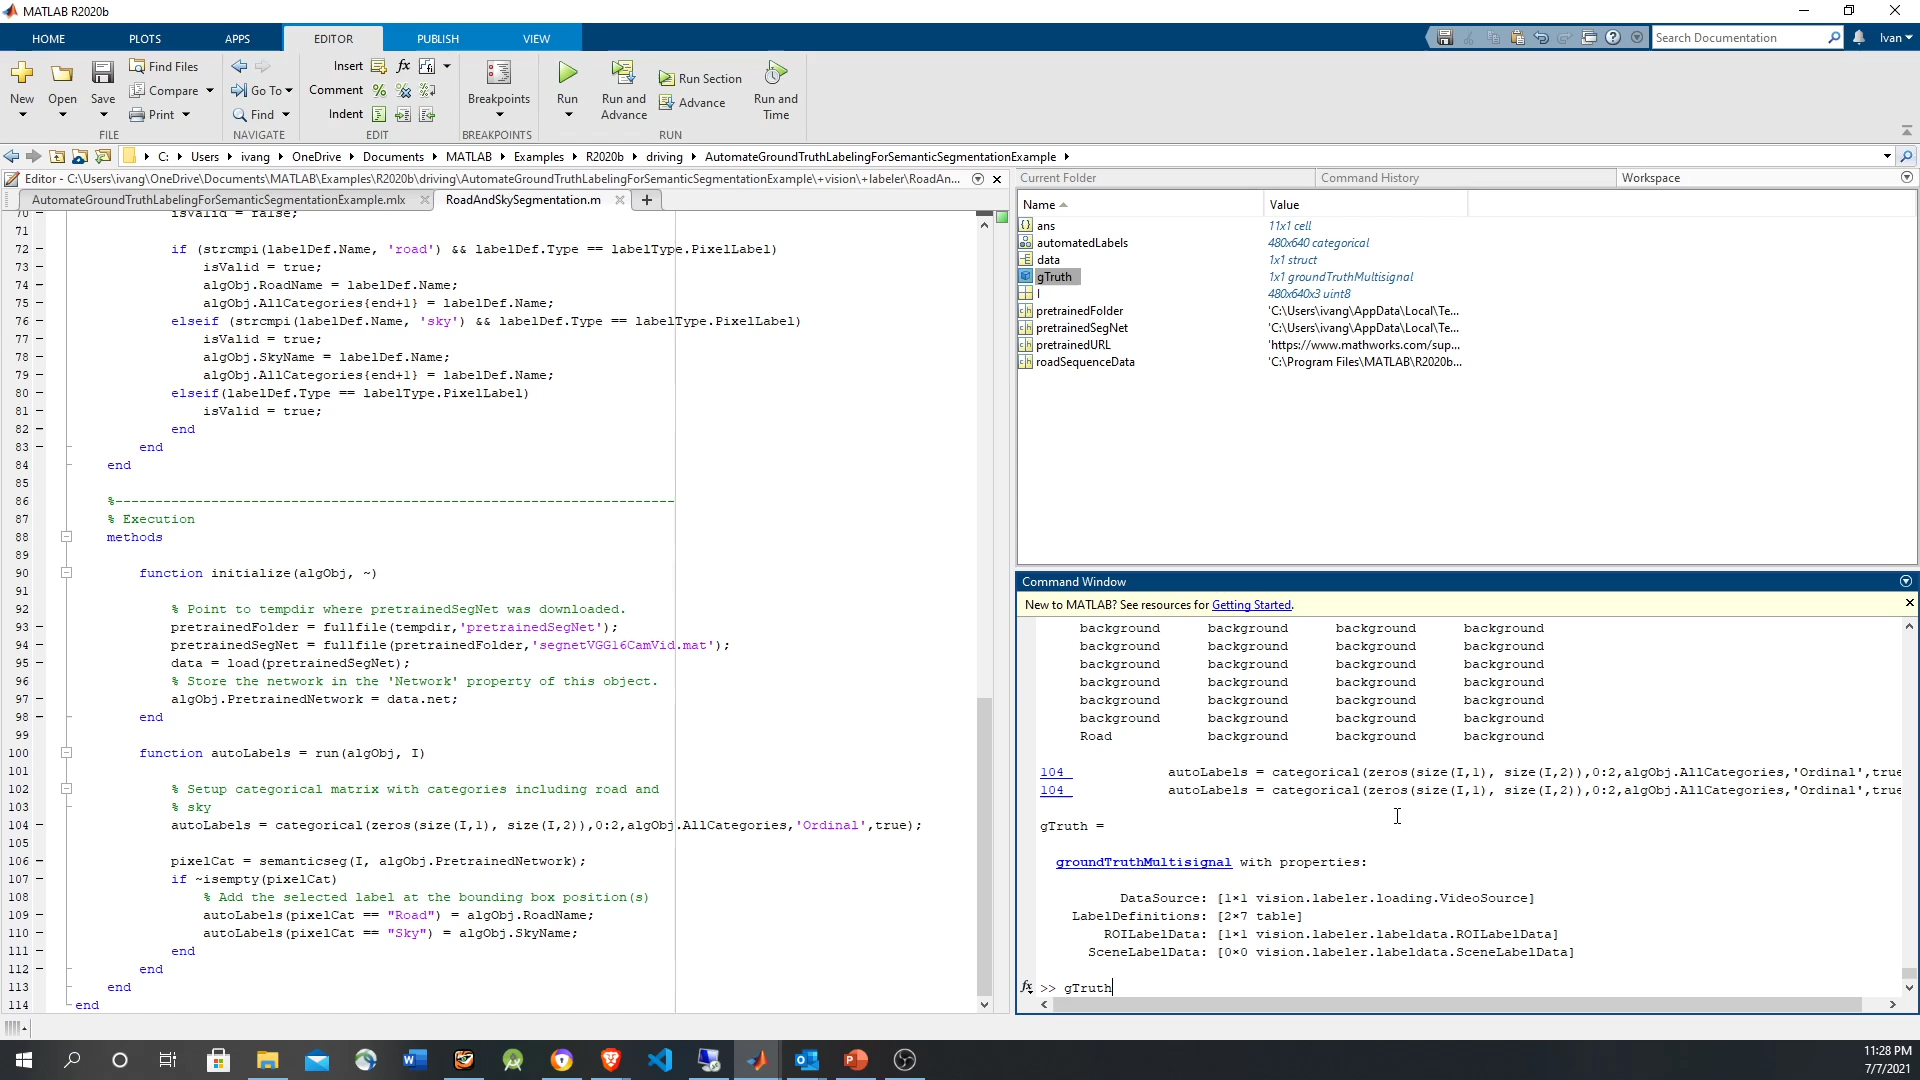 MATLAB R2020b
HOME PLOTS APPS EDITOR PUBLISH VIEW
Search Documentation
Ivan
New
Open
Save
Find Files
Compare
Print
FILE
Go To
Find
NAVIGATE
Insert
Comment
Indent
EDIT
Breakpoints
BREAKPOINTS
Run
Run and Advance
Run Section
Advance
Run and Time
RUN
C: Users ivang OneDrive Documents MATLAB Examples R2020b driving AutomateGroundTruthLabelingForSemanticSegmentationExample
Editor - C:\Users\ivang\OneDrive\Documents\MATLAB\Examples\R2020b\driving\AutomateGroundTruthLabelingForSemanticSegmentationExample\+vision\+labeler\RoadAn...
AutomateGroundTruthLabelingForSemanticSegmentationExample.mlx
RoadAndSkySegmentation.m
70 isValid = false;
71
72 if (strcmpi(labelDef.Name, 'road') && labelDef.Type == labelType.PixelLabel)
73 isValid = true;
74 algObj.RoadName = labelDef.Name;
75 algObj.AllCategories{end+1} = labelDef.Name;
76 elseif (strcmpi(labelDef.Name, 'sky') && labelDef.Type == labelType.PixelLabel)
77 isValid = true;
78 algObj.SkyName = labelDef.Name;
79 algObj.AllCategories{end+1} = labelDef.Name;
80 elseif(labelDef.Type == labelType.PixelLabel)
81 isValid = true;
82 end
83 end
84 end
85
86 %----------------------------------------------------------------------
87 % Execution
88 methods
89
90 function initialize(algObj, ~)
91
92 % Point to tempdir where pretrainedSegNet was downloaded.
93 pretrainedFolder = fullfile(tempdir,'pretrainedSegNet');
94 pretrainedSegNet = fullfile(pretrainedFolder,'segnetVGG16CamVid.mat');
95 data = load(pretrainedSegNet);
96 % Store the network in the 'Network' property of this object.
97 algObj.PretrainedNetwork = data.net;
98 end
99
100 function autoLabels = run(algObj, I)
101
102 % Setup categorical matrix with categories including road and
103 % sky
104 autoLabels = categorical(zeros(size(I,1), size(I,2)),0:2,algObj.AllCategories,'Ordinal',true);
105
106 pixelCat = semanticseg(I, algObj.PretrainedNetwork);
107 if ~isempty(pixelCat)
108 % Add the selected label at the bounding box position(s)
109 autoLabels(pixelCat == "Road") = algObj.RoadName;
110 autoLabels(pixelCat == "Sky") = algObj.SkyName;
111 end
112 end
113 end
114 end
Current Folder
Command History
Workspace
Name Value
ans 11x1 cell
automatedLabels 480x640 categorical
data 1x1 struct
gTruth 1x1 groundTruthMultisignal
I 480x640x3 uint8
pretrainedFolder 'C:\Users\ivang\AppData\Local\Te...
pretrainedSegNet 'C:\Users\ivang\AppData\Local\Te...
pretrainedURL 'https://www.mathworks.com/sup...
roadSequenceData 'C:\Program Files\MATLAB\R2020b...
Command Window
New to MATLAB? See resources for Getting Started.
background background background background
background background background background
background background background background
background background background background
background background background background
background background background background
Road background background background
104 autoLabels = categorical(zeros(size(I,1), size(I,2)),0:2,algObj.AllCategories,'Ordinal',true
104 autoLabels = categorical(zeros(size(I,1), size(I,2)),0:2,algObj.AllCategories,'Ordinal',true
gTruth =
groundTruthMultisignal with properties:
DataSource: [1×1 vision.labeler.loading.VideoSource]
LabelDefinitions: [2×7 table]
ROILabelData: [1×1 vision.labeler.labeldata.ROILabelData]
SceneLabelData: [0×0 vision.labeler.labeldata.SceneLabelData]
fx >> gTruth
11:28 PM
7/7/2021